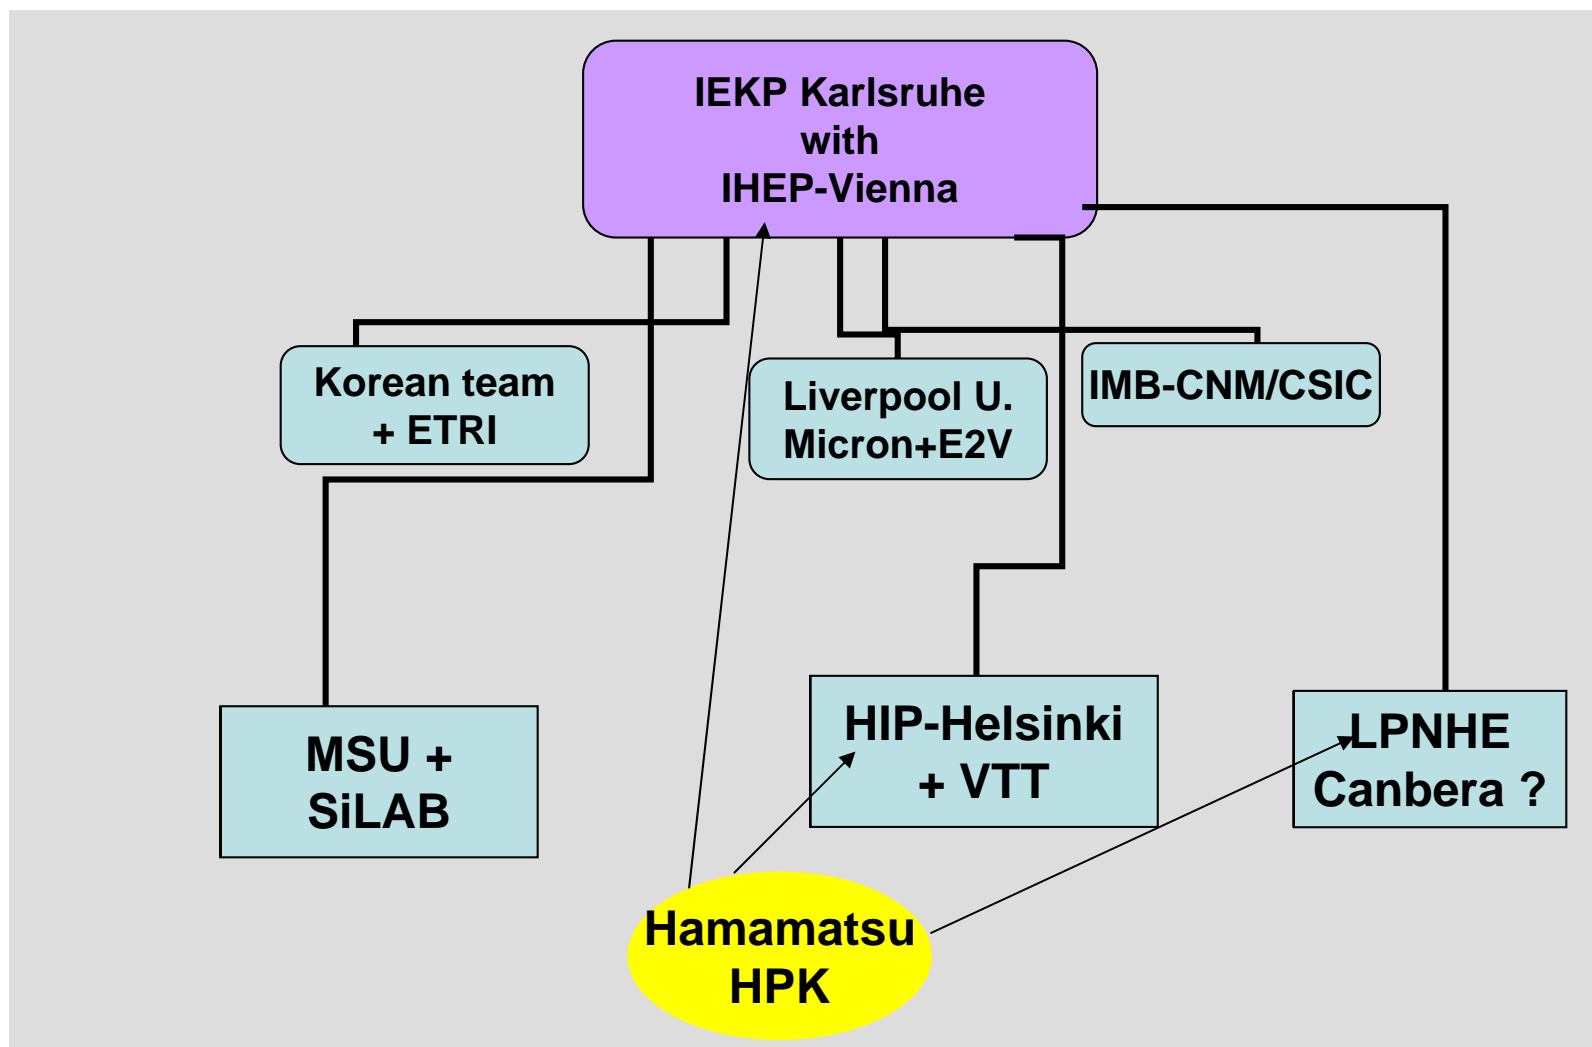 IEKP Karlsruhe
with
IHEP-Vienna
Korean team
+ ETRI
Liverpool U.
Micron+E2V
IMB-CNM/CSIC
MSU +
SiLAB
HIP-Helsinki
+ VTT
LPNHE
Canbera ?
Hamamatsu
HPK